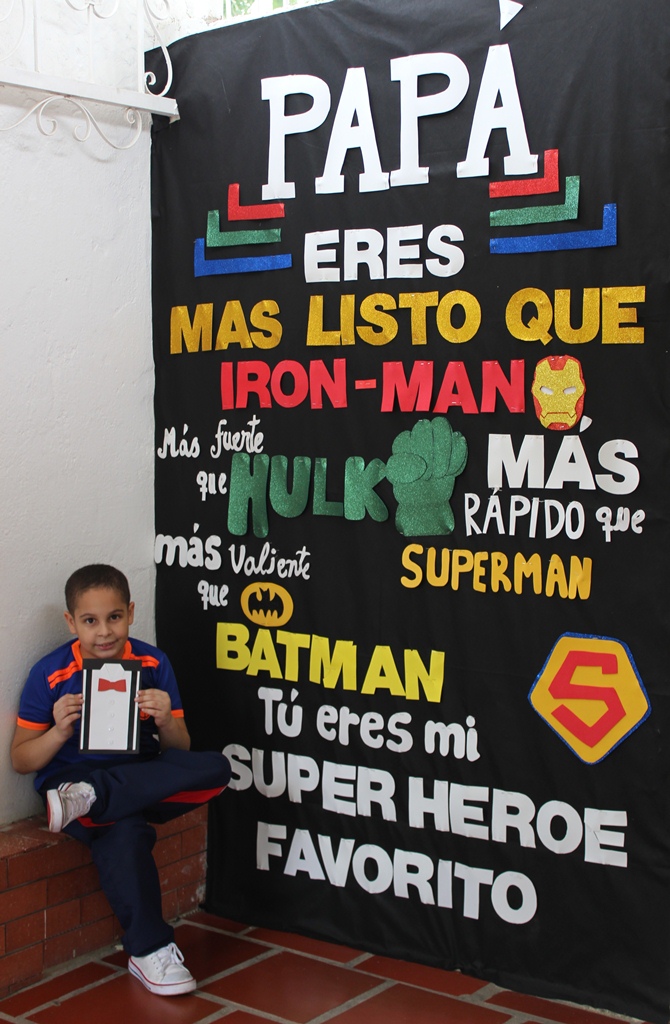 PAPÁ
ERES
MAS LISTO QUE
IRON-MAN
Más fuerte
que
HULK
MÁS
RÁPIDO que
SUPERMAN
más valiente
que
BATMAN
S
Tú eres mi
SUPER HEROE
FAVORITO